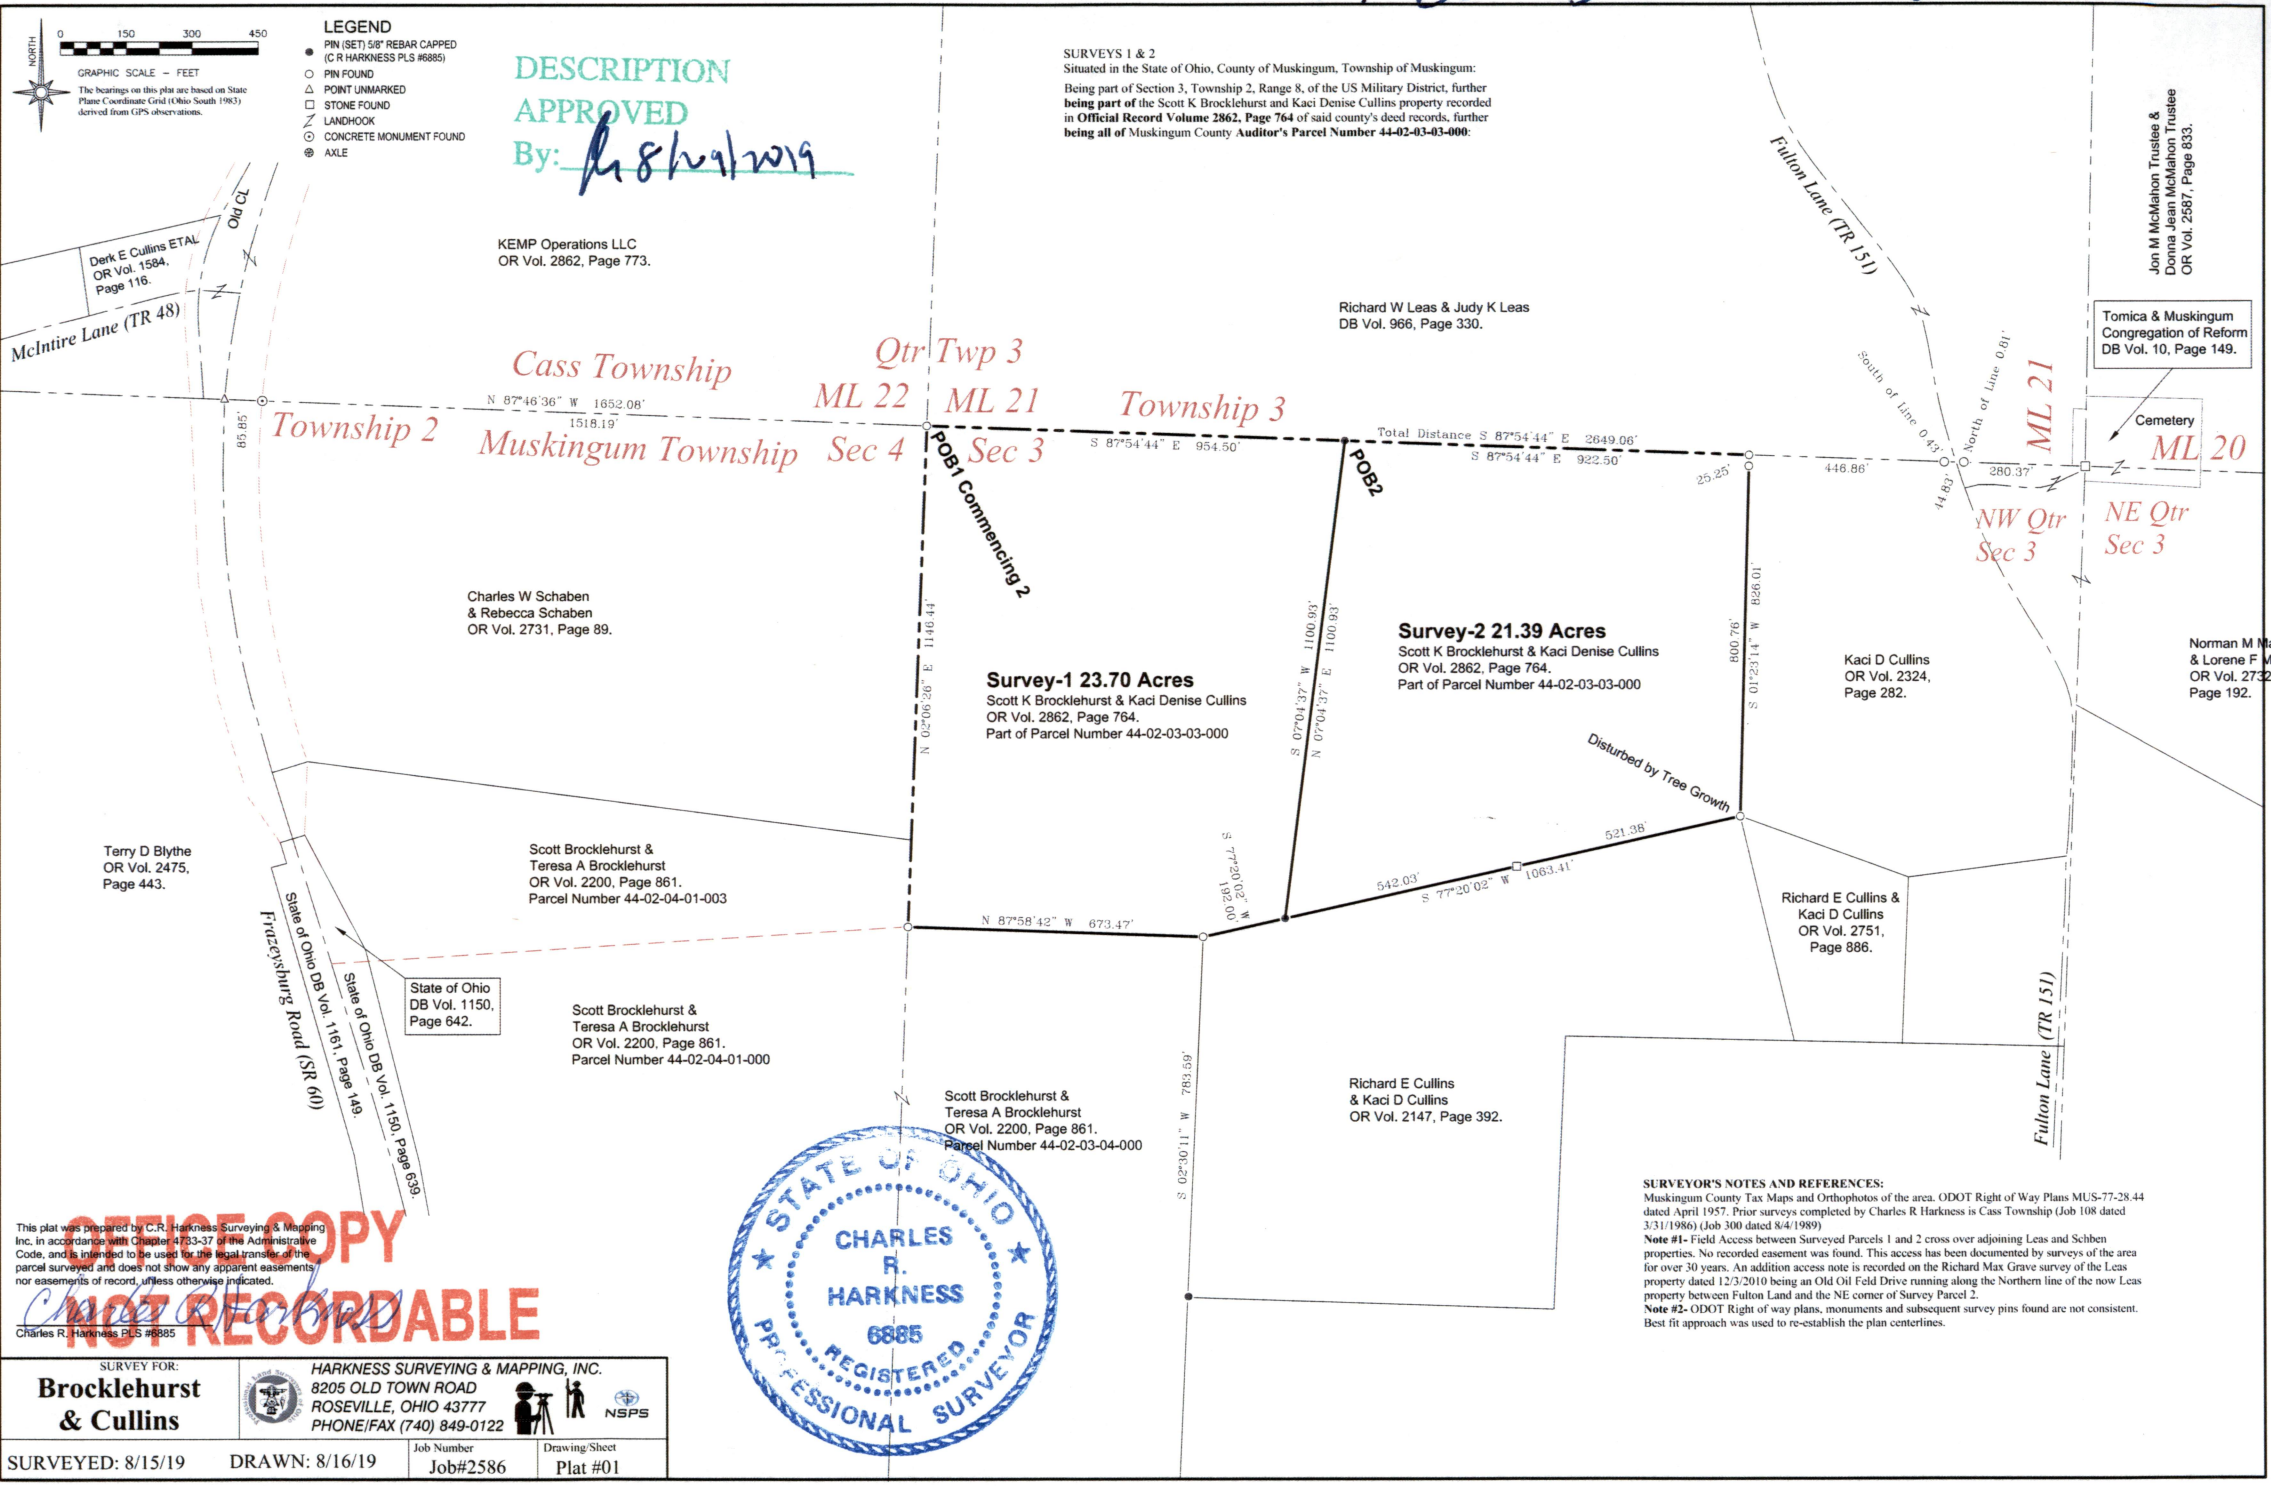 NORTH
0 150 300 450
GRAPHIC SCALE - FEET
The bearings on this plat are based on State
Plane Coordinate Grid (Ohio South 1983)
derived from GPS observations.
LEGEND
PIN (SET) 5/8" REBAR CAPPED
(C R HARKNESS PLS #6885)
PIN FOUND
POINT UNMARKED
STONE FOUND
LANDHOOK
CONCRETE MONUMENT FOUND
AXLE
DESCRIPTION
APPROVED
By: 8/29/2019
SURVEYS 1 & 2
Situated in the State of Ohio, County of Muskingum, Township of Muskingum:
Being part of Section 3, Township 2, Range 8, of the US Military District, further
being part of the Scott K Brocklehurst and Kaci Denise Cullins property recorded
in Official Record Volume 2862, Page 764 of said county's deed records, further
being all of Muskingum County Auditor's Parcel Number 44-02-03-03-000:
Fulton Lane (TR 151)
Jon M McMahon Trustee &
Donna Jean McMahon Trustee
OR Vol. 2587, Page 833.
Old CL
Derk E Cullins ETAL
OR Vol. 1584,
Page 116.
McIntire Lane (TR 48)
KEMP Operations LLC
OR Vol. 2862, Page 773.
Richard W Leas & Judy K Leas
DB Vol. 966, Page 330.
Tomica & Muskingum
Congregation of Reform
DB Vol. 10, Page 149.
South of Line 0.43'
North of Line 0.81'
ML 21
Cemetery
ML 20
Cass Township
Qtr Twp 3
ML 22
ML 21
Township 3
N 87°46'36" W 1652.08'
1518.19'
85.85'
Township 2
Muskingum Township
Sec 4
Sec 3
S 87°54'44" E 954.50'
Total Distance S 87°54'44" E 2649.06'
S 87°54'44" E 922.50'
25.25'
446.86'
44.83'
280.37'
NW Qtr
Sec 3
NE Qtr
Sec 3
POB1 Commencing 2
POB2
Charles W Schaben
& Rebecca Schaben
OR Vol. 2731, Page 89.
N 02°06'26" E 1146.44'
Survey-1 23.70 Acres
Scott K Brocklehurst & Kaci Denise Cullins
OR Vol. 2862, Page 764.
Part of Parcel Number 44-02-03-03-000
S 07°04'37" W 1100.93'
N 07°04'37" E 1100.93'
Survey-2 21.39 Acres
Scott K Brocklehurst & Kaci Denise Cullins
OR Vol. 2862, Page 764.
Part of Parcel Number 44-02-03-03-000
800.76'
S 01°23'14" W 826.01'
Kaci D Cullins
OR Vol. 2324,
Page 282.
Norman M Ma
& Lorene F M
OR Vol. 2732
Page 192.
Disturbed by Tree Growth
Terry D Blythe
OR Vol. 2475,
Page 443.
Scott Brocklehurst &
Teresa A Brocklehurst
OR Vol. 2200, Page 861.
Parcel Number 44-02-04-01-003
S 77°20'02" W
192.00'
542.03'
521.38'
S 77°20'02" W 1063.41'
N 87°58'42" W 673.47'
Richard E Cullins &
Kaci D Cullins
OR Vol. 2751,
Page 886.
State of Ohio DB Vol. 1161, Page 149.
Frazeysburg Road (SR 60)
State of Ohio DB Vol. 1150, Page 639.
State of Ohio
DB Vol. 1150,
Page 642.
Scott Brocklehurst &
Teresa A Brocklehurst
OR Vol. 2200, Page 861.
Parcel Number 44-02-04-01-000
Scott Brocklehurst &
Teresa A Brocklehurst
OR Vol. 2200, Page 861.
Parcel Number 44-02-03-04-000
S 02°30'11" W 783.59'
Richard E Cullins
& Kaci D Cullins
OR Vol. 2147, Page 392.
Fulton Lane (TR 151)
SURVEYOR'S NOTES AND REFERENCES:
Muskingum County Tax Maps and Orthophotos of the area. ODOT Right of Way Plans MUS-77-28.44
dated April 1957. Prior surveys completed by Charles R Harkness is Cass Township (Job 108 dated
3/31/1986) (Job 300 dated 8/4/1989)
Note #1- Field Access between Surveyed Parcels 1 and 2 cross over adjoining Leas and Schben
properties. No recorded easement was found. This access has been documented by surveys of the area
for over 30 years. An addition access note is recorded on the Richard Max Grave survey of the Leas
property dated 12/3/2010 being an Old Oil Feld Drive running along the Northern line of the now Leas
property between Fulton Land and the NE corner of Survey Parcel 2.
Note #2- ODOT Right of way plans, monuments and subsequent survey pins found are not consistent.
Best fit approach was used to re-establish the plan centerlines.
STATE OF OHIO
CHARLES
R.
HARKNESS
6885
REGISTERED
PROFESSIONAL SURVEYOR
OFFICE COPY
NOT RECORDABLE
This plat was prepared by C.R. Harkness Surveying & Mapping
Inc. in accordance with Chapter 4733-37 of the Administrative
Code, and is intended to be used for the legal transfer of the
parcel surveyed and does not show any apparent easements
nor easements of record, unless otherwise indicated.
Charles R Harkness
Charles R. Harkness PLS #6885
SURVEY FOR:
Brocklehurst
& Cullins
HARKNESS SURVEYING & MAPPING, INC.
8205 OLD TOWN ROAD
ROSEVILLE, OHIO 43777
PHONE/FAX (740) 849-0122
NSPS
SURVEYED: 8/15/19
DRAWN: 8/16/19
Job Number
Job#2586
Drawing/Sheet
Plat #01